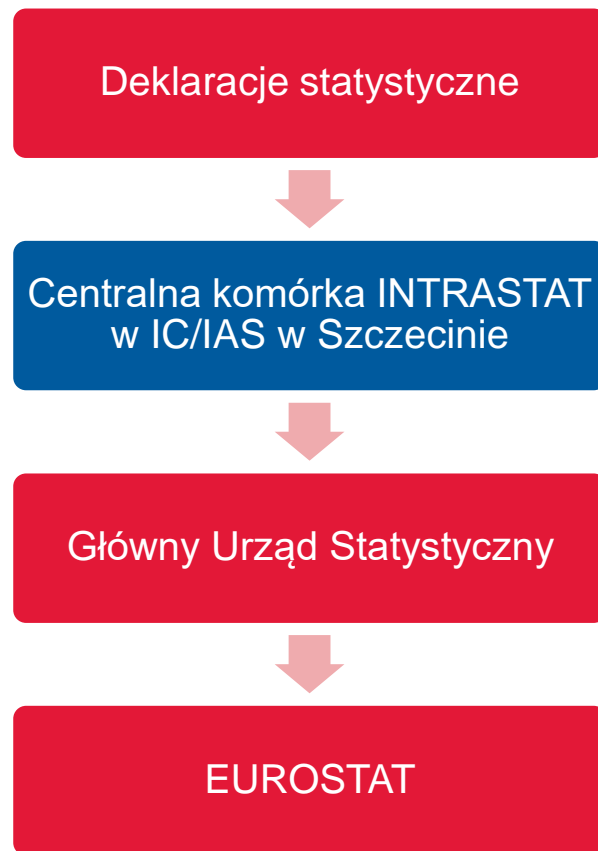 Deklaracje statystyczne
Centralna komórka INTRASTAT
w IC/IAS w Szczecinie
Główny Urząd Statystyczny
EUROSTAT